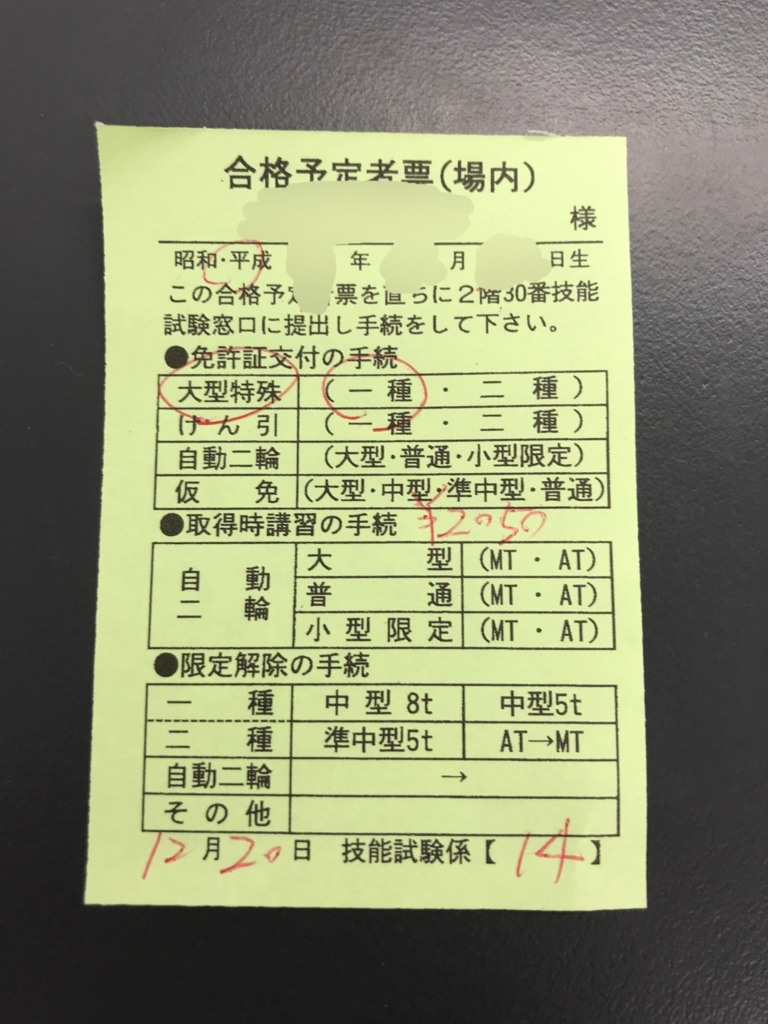 合格予定者票(場内)
様
昭和・平成 年 月 日生
この合格予定者票を直ちに2階30番技能
試験窓口に提出し手続をして下さい。
●免許証交付の手続
大型特殊 (一種・二種)
けん引 (一種・二種)
自動二輪 (大型・普通・小型限定)
仮免 (大型・中型・準中型・普通)
●取得時講習の手続 ¥2050
自動二輪 大型 (MT・AT)
普通 (MT・AT)
小型限定 (MT・AT)
●限定解除の手続
一種 中型8t 中型5t
二種 準中型5t AT→MT
自動二輪 →
その他
12月20日 技能試験係【14】